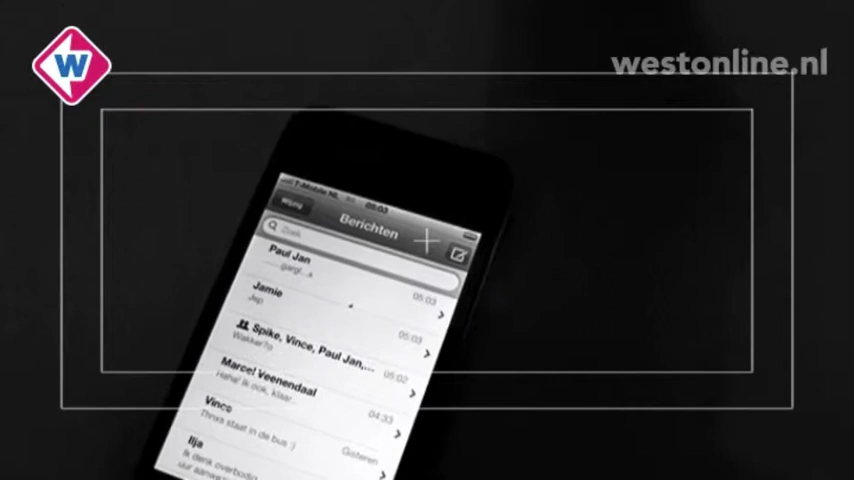 W
westonline.nl
T-Mobile NL 05:03
Wijzig
Berichten
Zoek
Paul Jan
05:03
Jamie
Jep
05:03
Spike, Vince, Paul Jan,...
Wakker?
05:02
Marcel Veenendaal
Haha! Ik ook, klaar
04:33
Vince
Thnxs staat in de bus :)
Gisteren
Ilja
Ik denk overbodig
uur